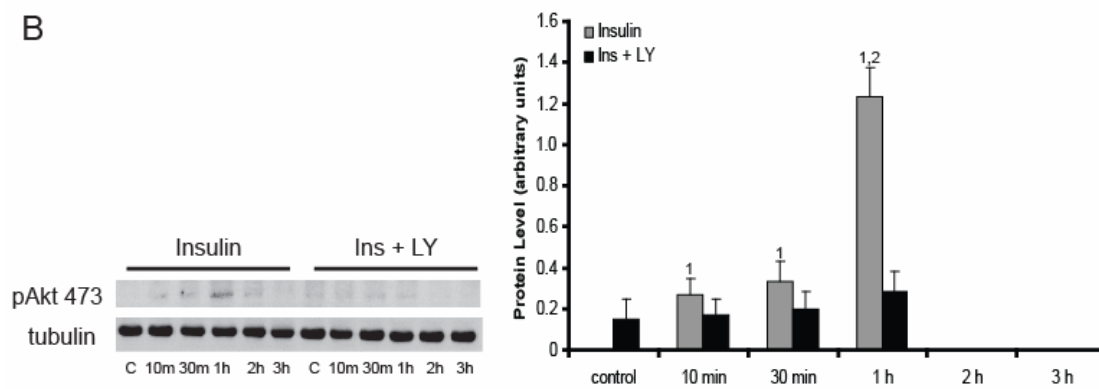 B
Insulin Ins + LY
pAkt 473
tubulin
C 10m 30m 1h 2h 3h C 10m 30m 1h 2h 3h
Protein Level (arbitrary units)
1.6
1.4
1.2
1.0
0.8
0.6
0.4
0.2
0
Insulin
Ins + LY
1
1
1,2
control 10 min 30 min 1 h 2 h 3 h